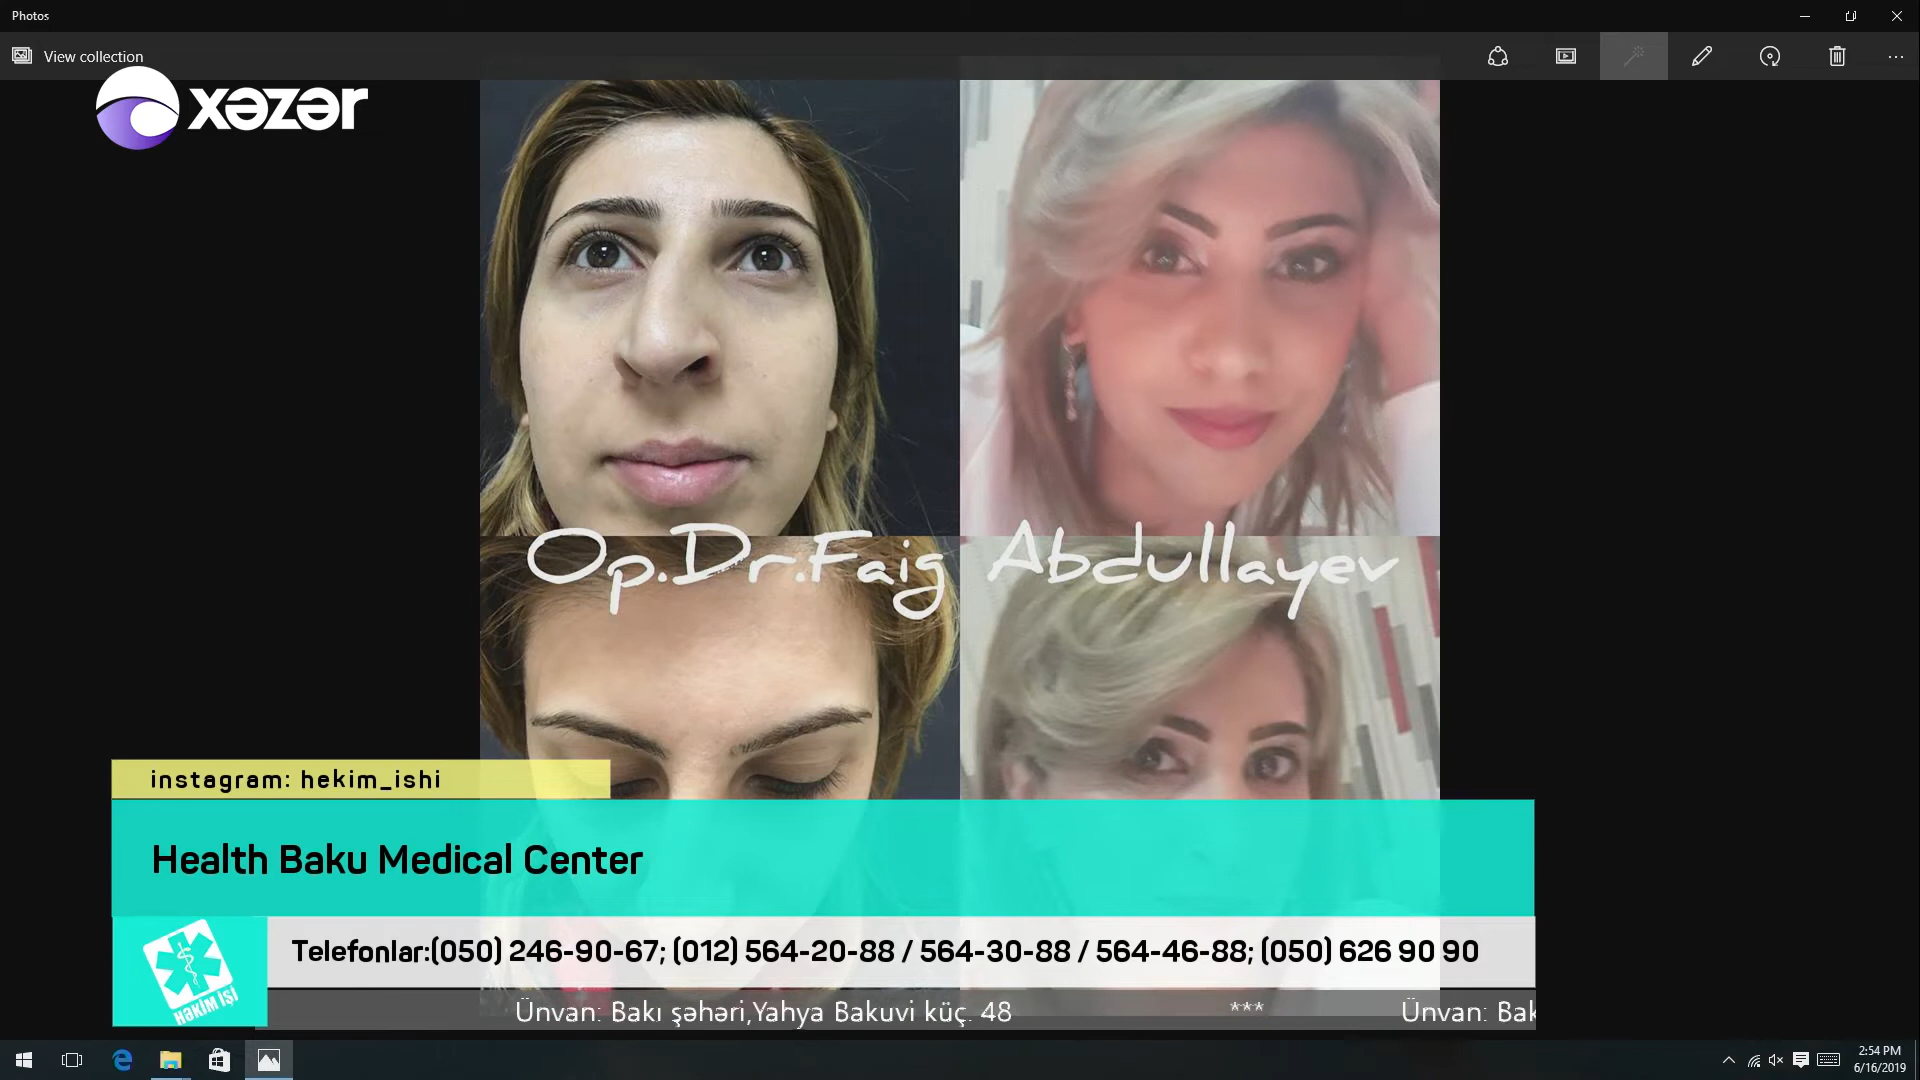 Photos
View collection
xəzər
Op.Dr.Faig Abdullayev
instagram: hekim_ishi
Health Baku Medical Center
Telefonlar:(050) 246-90-67; (012) 564-20-88 / 564-30-88 / 564-46-88; (050) 626 90 90
HƏKİM İŞİ
Ünvan: Bakı şəhəri,Yahya Bakuvi küç. 48 *** Ünvan: Bak
2:54 PM
6/16/2019